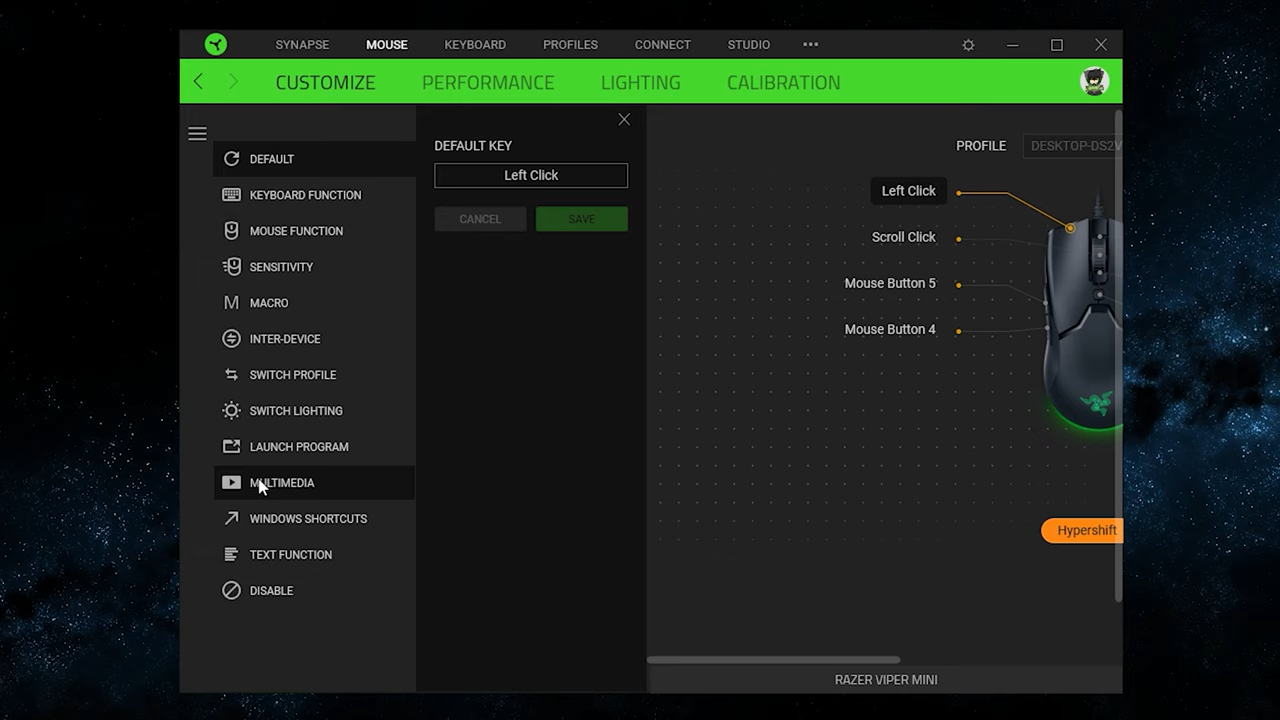 SYNAPSE MOUSE KEYBOARD PROFILES CONNECT STUDIO •••
CUSTOMIZE PERFORMANCE LIGHTING CALIBRATION
DEFAULT
KEYBOARD FUNCTION
MOUSE FUNCTION
SENSITIVITY
MACRO
INTER-DEVICE
SWITCH PROFILE
SWITCH LIGHTING
LAUNCH PROGRAM
MULTIMEDIA
WINDOWS SHORTCUTS
TEXT FUNCTION
DISABLE
DEFAULT KEY
Left Click
CANCEL SAVE
PROFILE DESKTOP-DS2V
Left Click
Scroll Click
Mouse Button 5
Mouse Button 4
Hypershift
RAZER VIPER MINI